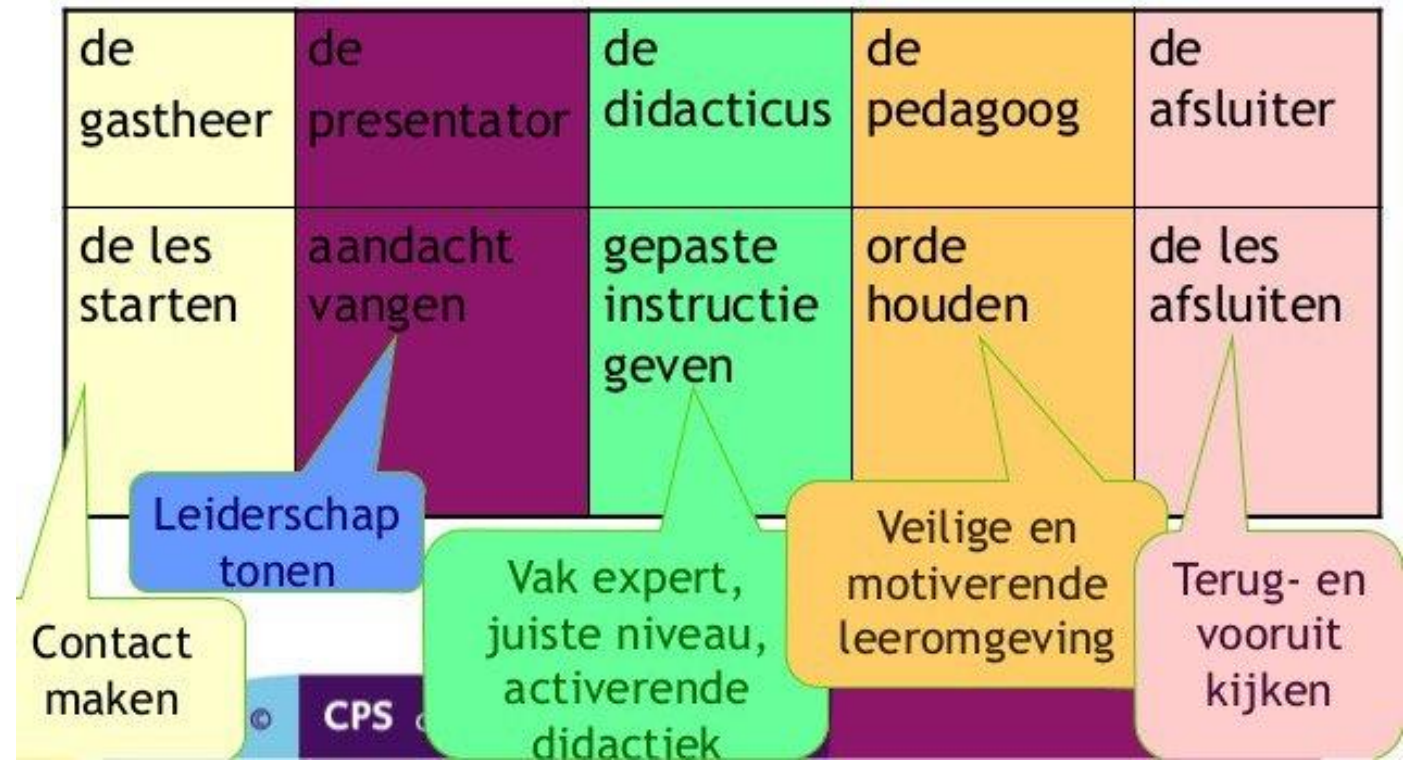 de
gastheer
de
presentator
de
didacticus
de
pedagoog
de
afsluiter
de les
starten
aandacht
vangen
gepaste
instructie
geven
orde
houden
de les
afsluiten
Contact
maken
Leiderschap
tonen
Vak expert,
juiste niveau,
activerende
didactiek
Veilige en
motiverende
leeromgeving
Terug- en
vooruit
kijken
© CPS